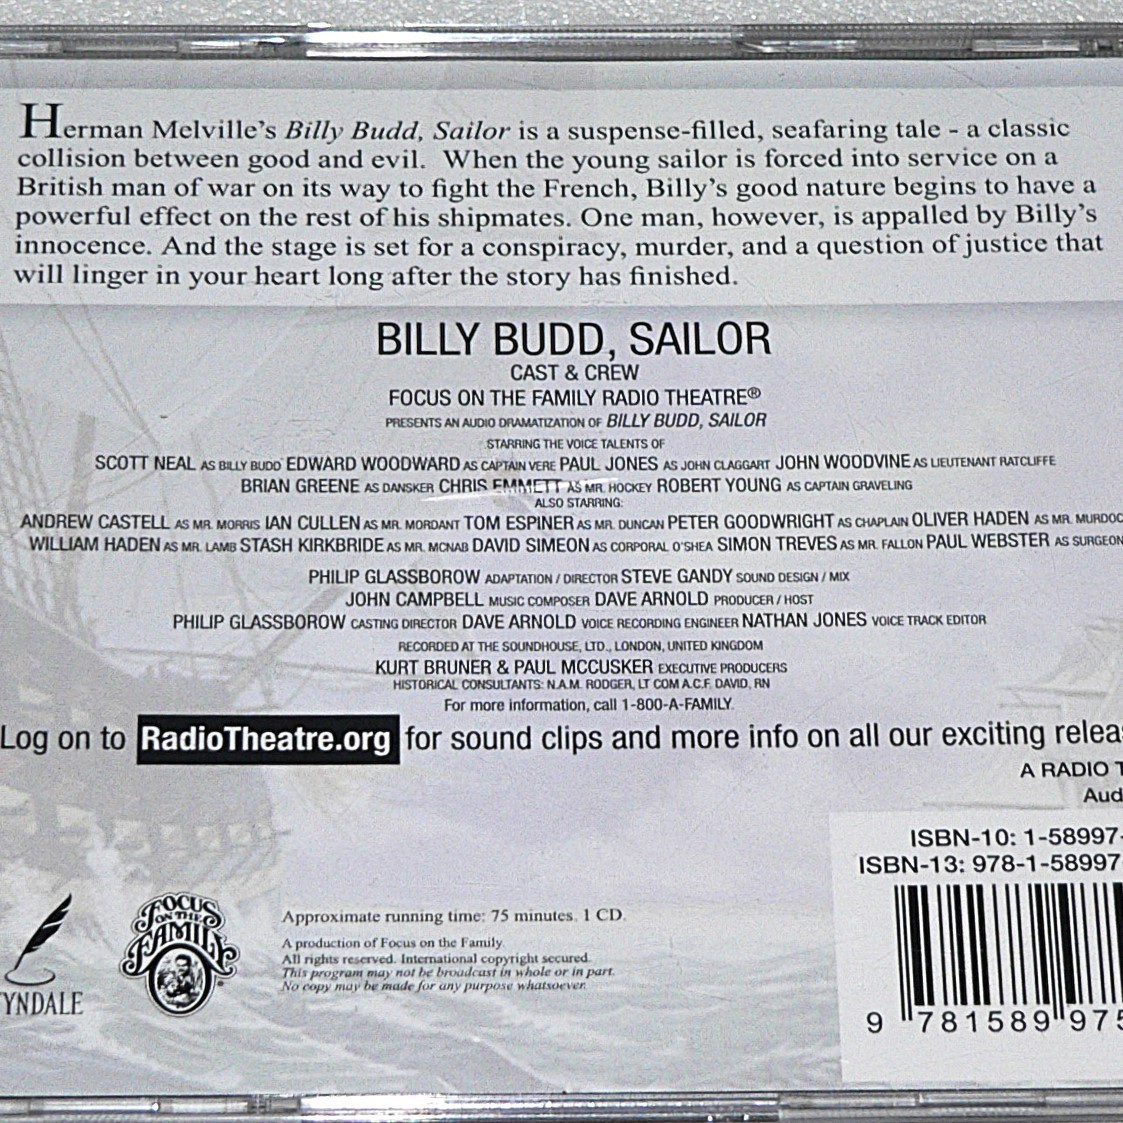 Herman Melville's Billy Budd, Sailor is a suspense-filled, seafaring tale - a classic
collision between good and evil. When the young sailor is forced into service on a
British man of war on its way to fight the French, Billy's good nature begins to have a
powerful effect on the rest of his shipmates. One man, however, is appalled by Billy's
innocence. And the stage is set for a conspiracy, murder, and a question of justice that
will linger in your heart long after the story has finished.
BILLY BUDD, SAILOR
CAST & CREW
FOCUS ON THE FAMILY RADIO THEATRE®
PRESENTS AN AUDIO DRAMATIZATION OF BILLY BUDD, SAILOR
STARRING THE VOICE TALENTS OF
SCOTT NEAL AS BILLY BUDD EDWARD WOODWARD AS CAPTAIN VERE PAUL JONES AS JOHN CLAGGART JOHN WOODVINE AS LIEUTENANT RATCLIFFE
BRIAN GREENE AS DANSKER CHRIS EMMETT AS MR. HOCKEY ROBERT YOUNG AS CAPTAIN GRAVELING
ALSO STARRING:
ANDREW CASTELL AS MR. MORRIS IAN CULLEN AS MR. MORDANT TOM ESPINER AS MR. DUNCAN PETER GOODWRIGHT AS CHAPLAIN OLIVER HADEN AS MR. MURDOC
WILLIAM HADEN AS MR. LAMB STASH KIRKBRIDE AS MR. MCNAB DAVID SIMEON AS CORPORAL O'SHEA SIMON TREVES AS MR. FALLON PAUL WEBSTER AS SURGEON
PHILIP GLASSBOROW ADAPTATION / DIRECTOR STEVE GANDY SOUND DESIGN / MIX
JOHN CAMPBELL MUSIC COMPOSER DAVE ARNOLD PRODUCER / HOST
PHILIP GLASSBOROW CASTING DIRECTOR DAVE ARNOLD VOICE RECORDING ENGINEER NATHAN JONES VOICE TRACK EDITOR
RECORDED AT THE SOUNDHOUSE, LTD., LONDON, UNITED KINGDOM
KURT BRUNER & PAUL MCCUSKER EXECUTIVE PRODUCERS
HISTORICAL CONSULTANTS: N.A.M. RODGER, LT COM A.C.F. DAVID, RN
For more information, call 1-800-A-FAMILY.
Log on to RadioTheatre.org for sound clips and more info on all our exciting relea
A RADIO T
Aud
ISBN-10: 1-58997-
ISBN-13: 978-1-58997
9 781589 975
YNDALE
FOCUS
ON THE
FAMILY
Approximate running time: 75 minutes. 1 CD.
A production of Focus on the Family.
All rights reserved. International copyright secured.
This program may not be broadcast in whole or in part.
No copy may be made for any purpose whatsoever.